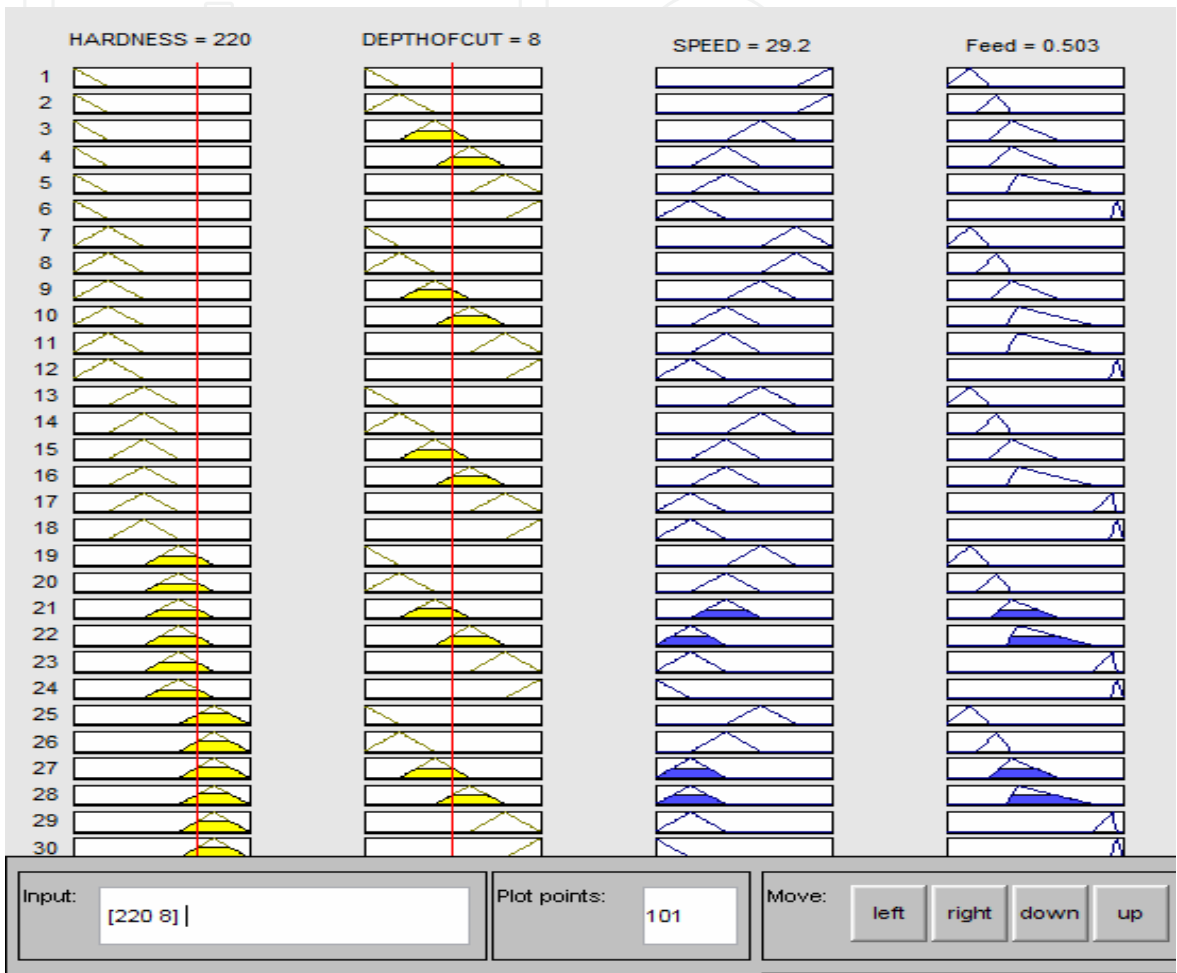 HARDNESS = 220
DEPTHOFCUT = 8
SPEED = 29.2
Feed = 0.503
1
2
3
4
5
6
7
8
9
10
11
12
13
14
15
16
17
18
19
20
21
22
23
24
25
26
27
28
29
30
Input:
[220 8]
Plot points:
101
Move:
left
right
down
up